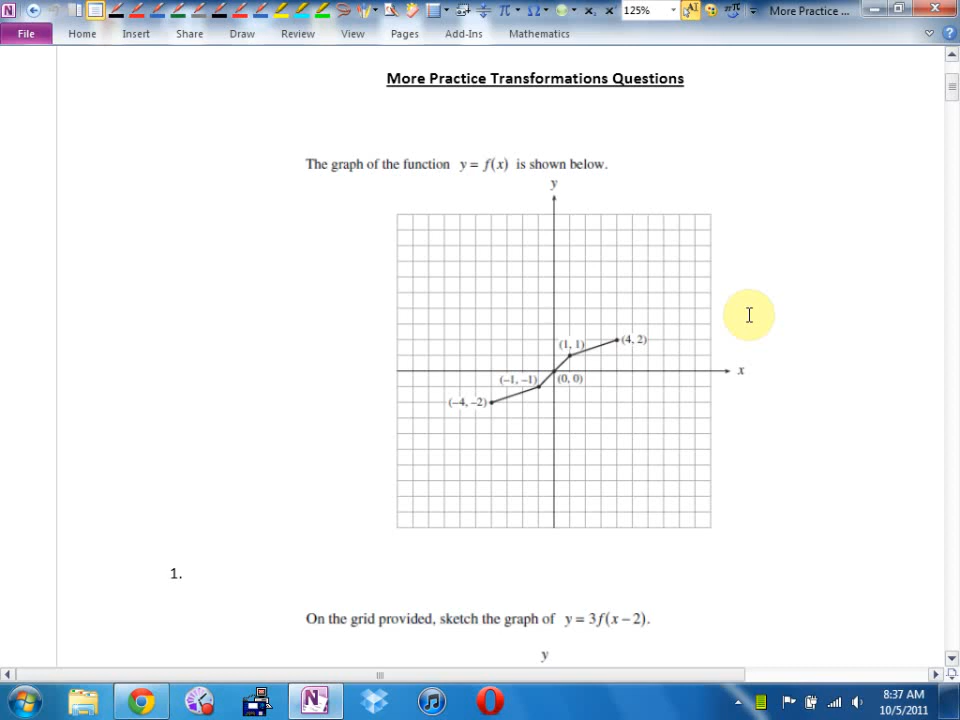 125%
More Practice ...
File Home Insert Share Draw Review View Pages Add-Ins Mathematics
More Practice Transformations Questions
The graph of the function y = f(x) is shown below.
y
(1, 1)
(4, 2)
x
(−1, −1)
(0, 0)
(−4, −2)
1.
On the grid provided, sketch the graph of y = 3f(x − 2).
y
8:37 AM
10/5/2011